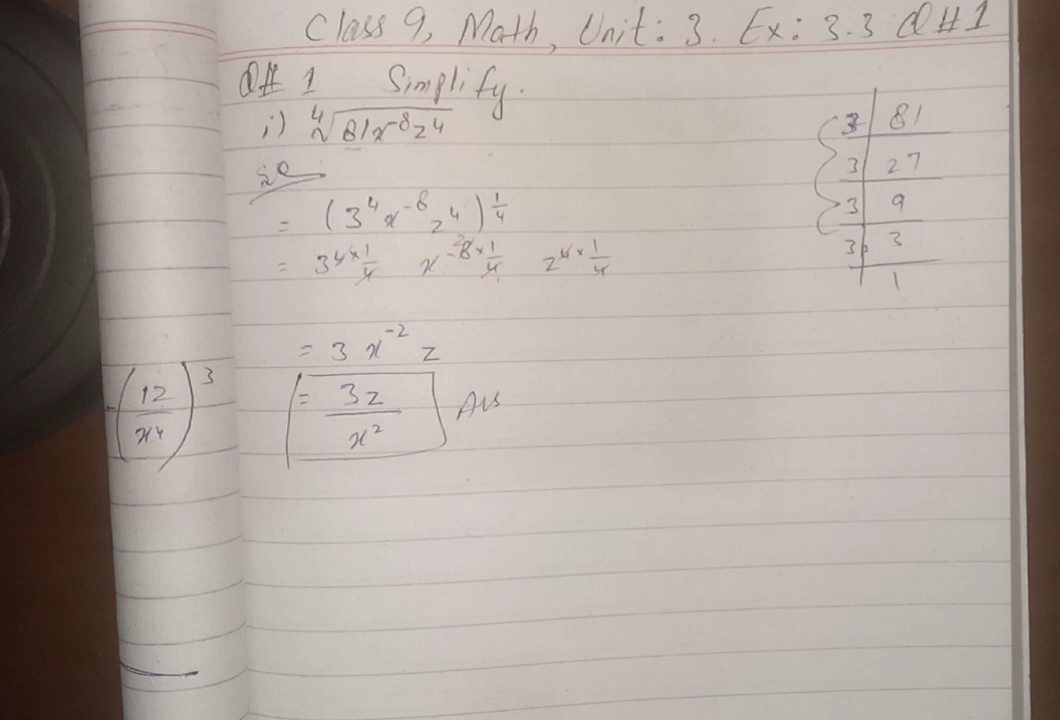 Class 9, Math, Unit: 3. Ex: 3.3 Q#1
Q# 1 Simplify.
i) ⁴√81x⁻⁸z⁴
= (3⁴x⁻⁸z⁴)^1/4
= 3^4×1/4 x^-8×1/4 z^4×1/4
= 3x⁻² z
= 3z/x² Ans
3 | 81
3 | 27
3 | 9
3 | 3
1
(12/x⁴)³